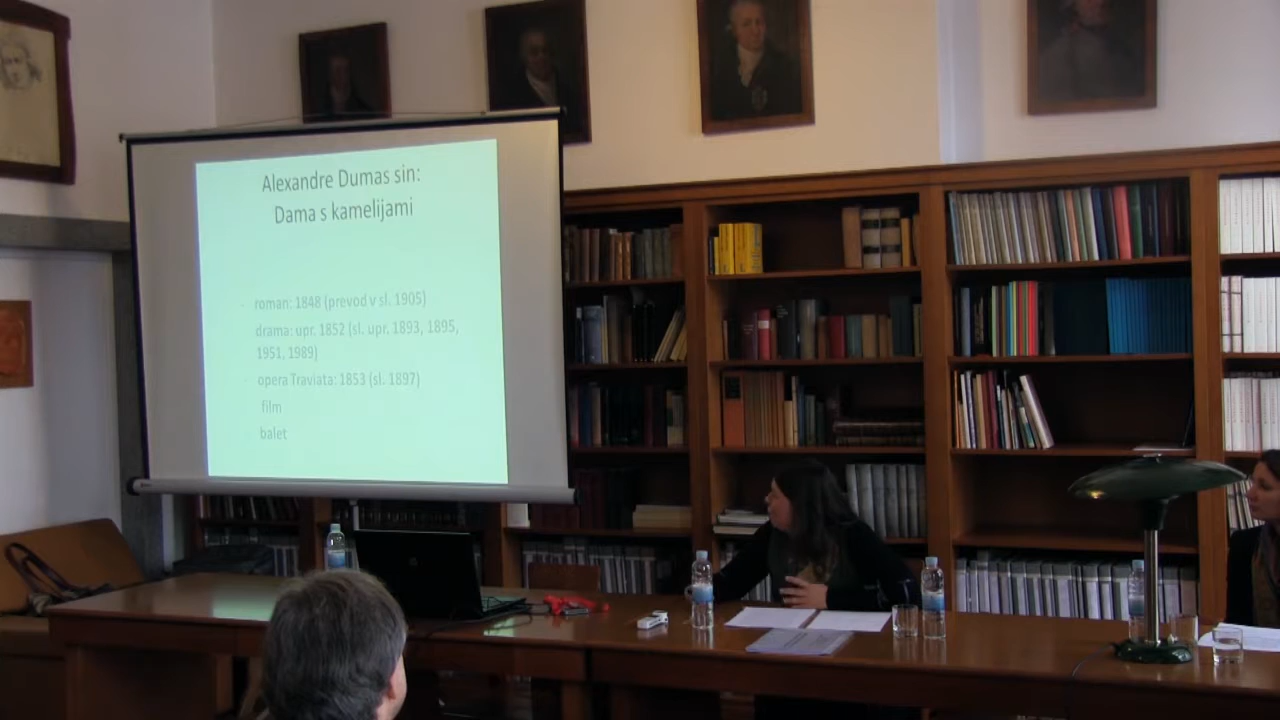 Alexandre Dumas sin:
Dama s kamelijami
- roman: 1848 (prevod v sl. 1905)
drama: upr. 1852 (sl. upr. 1893, 1895,
1951, 1989)
- opera Traviata: 1853 (sl. 1897)
film
balet